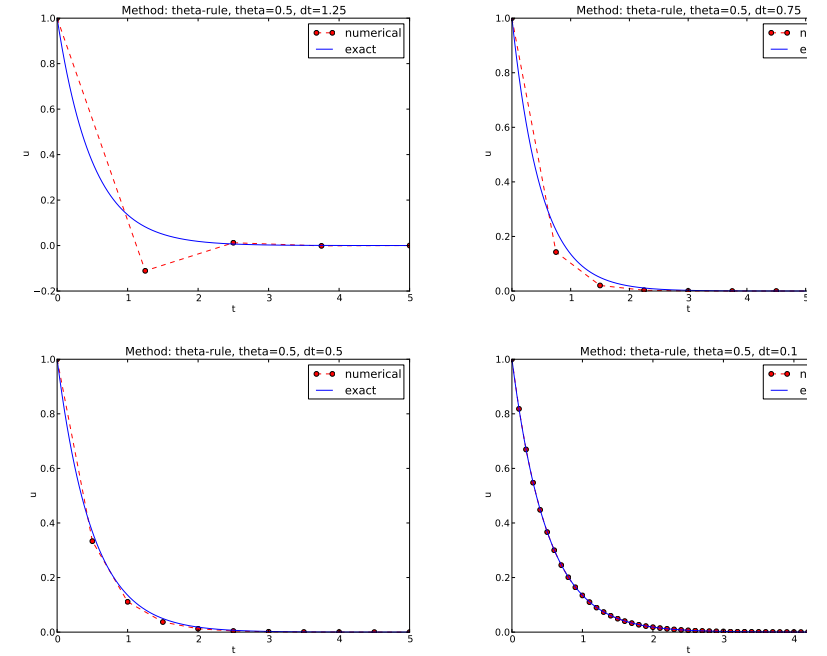 Method: theta-rule, theta=0.5, dt=1.25
1.0
0.8
0.6
0.4
0.2
0.0
−0.2
u
0 1 2 3 4 5
t
numerical
exact
Method: theta-rule, theta=0.5, dt=0.75
1.0
0.8
0.6
0.4
0.2
0.0
u
0 1 2 3 4 5
t
n
e
Method: theta-rule, theta=0.5, dt=0.5
1.0
0.8
0.6
0.4
0.2
0.0
u
0 1 2 3 4 5
t
numerical
exact
Method: theta-rule, theta=0.5, dt=0.1
1.0
0.8
0.6
0.4
0.2
0.0
u
0 1 2 3 4
t
n
e